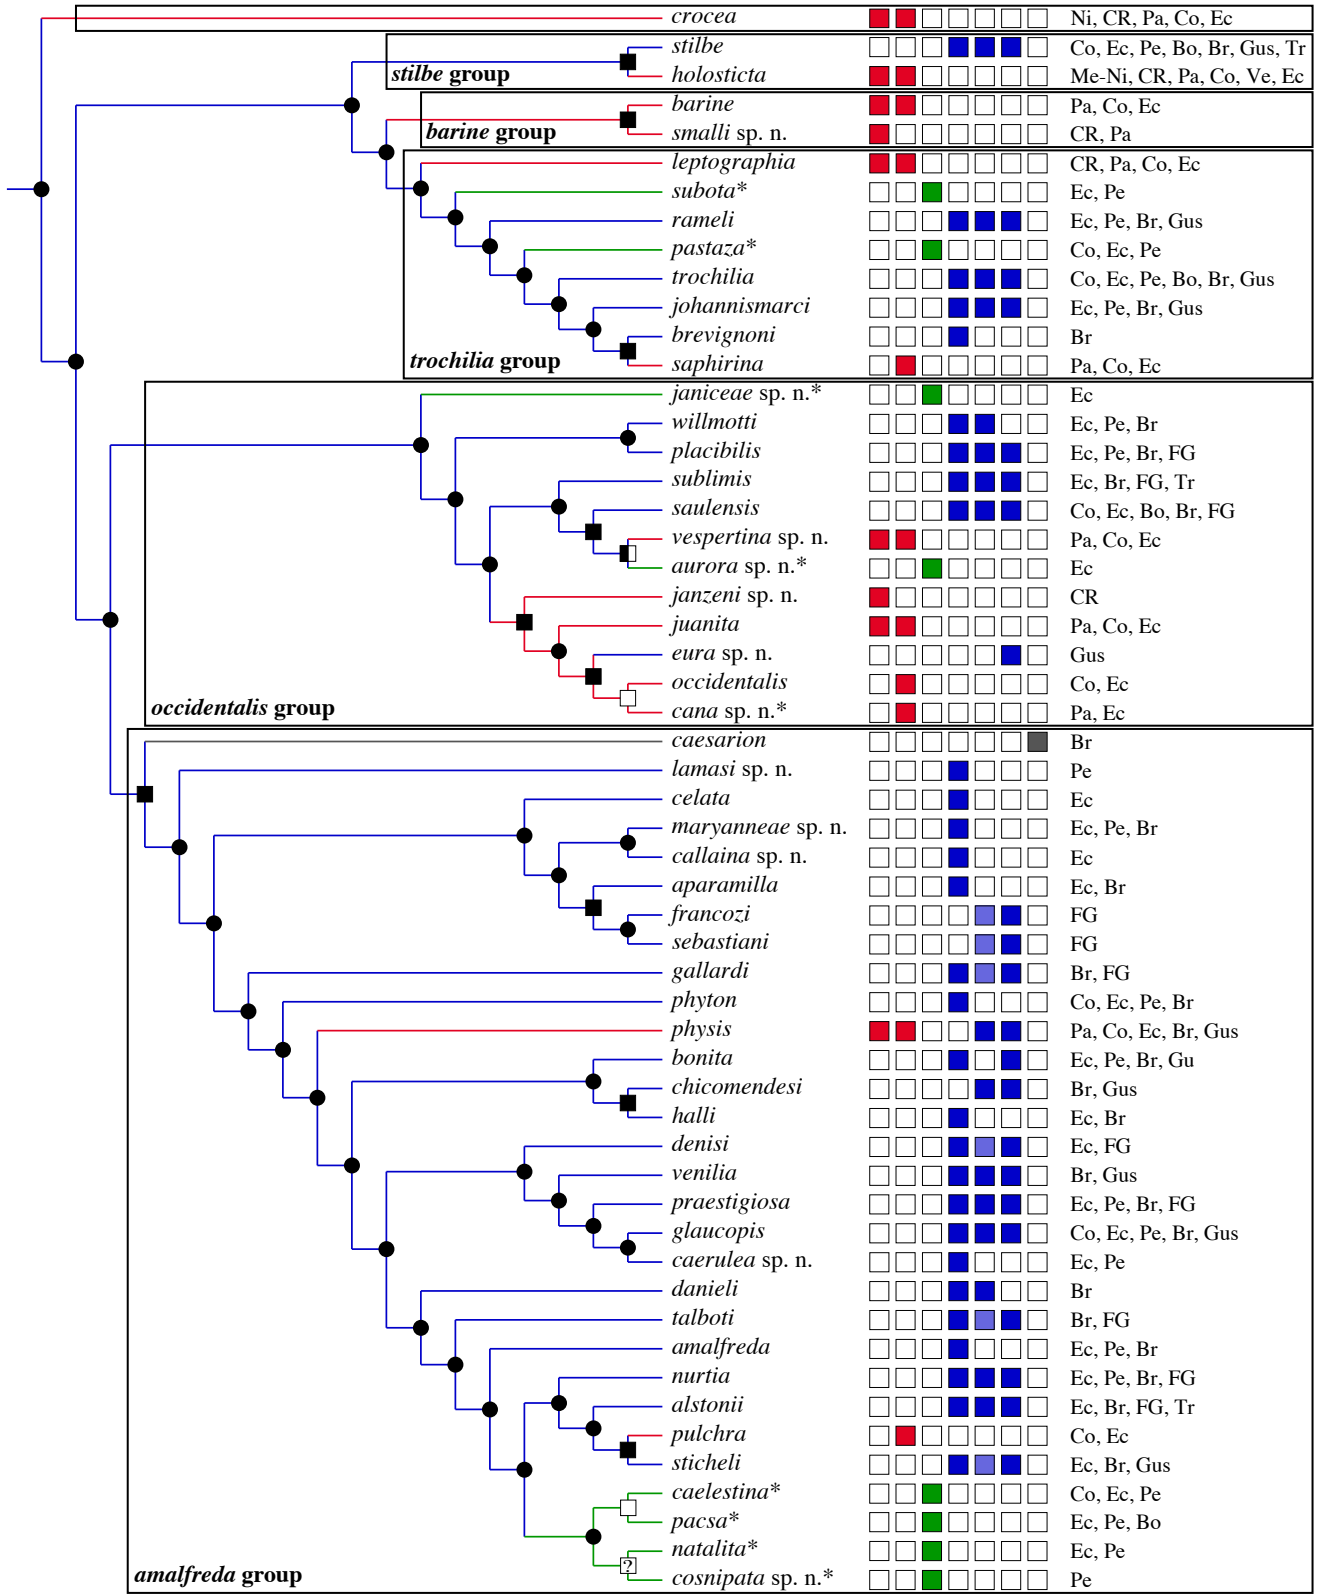 crocea Ni, CR, Pa, Co, Ec
stilbe Co, Ec, Pe, Bo, Br, Gus, Tr
stilbe group
holosticta Me-Ni, CR, Pa, Co, Ve, Ec
barine Pa, Co, Ec
barine group
smalli sp. n. CR, Pa
leptographia CR, Pa, Co, Ec
subota* Ec, Pe
rameli Ec, Pe, Br, Gus
pastaza* Co, Ec, Pe
trochilia Co, Ec, Pe, Bo, Br, Gus
johannismarci Ec, Pe, Br, Gus
brevignoni Br
trochilia group
saphirina Pa, Co, Ec
janiceae sp. n.* Ec
willmotti Ec, Pe, Br
placibilis Ec, Pe, Br, FG
sublimis Ec, Br, FG, Tr
saulensis Co, Ec, Bo, Br, FG
vespertina sp. n. Pa, Co, Ec
aurora sp. n.* Ec
janzeni sp. n. CR
juanita Pa, Co, Ec
eura sp. n. Gus
occidentalis Co, Ec
occidentalis group
cana sp. n.* Pa, Ec
caesarion Br
lamasi sp. n. Pe
celata Ec
maryanneae sp. n. Ec, Pe, Br
callaina sp. n. Ec
aparamilla Ec, Br
francozi FG
sebastiani FG
gallardi Br, FG
phyton Co, Ec, Pe, Br
physis Pa, Co, Ec, Br, Gus
bonita Ec, Pe, Br, Gu
chicomendesi Br, Gus
halli Ec, Br
denisi Ec, FG
venilia Br, Gus
praestigiosa Ec, Pe, Br, FG
glaucopis Co, Ec, Pe, Br, Gus
caerulea sp. n. Ec, Pe
danieli Br
talboti Br, FG
amalfreda Ec, Pe, Br
nurtia Ec, Pe, Br, FG
alstonii Ec, Br, FG, Tr
pulchra Co, Ec
sticheli Ec, Br, Gus
caelestina* Co, Ec, Pe
pacsa* Ec, Pe, Bo
natalita* Ec, Pe
?
amalfreda group
cosnipata sp. n.* Pe